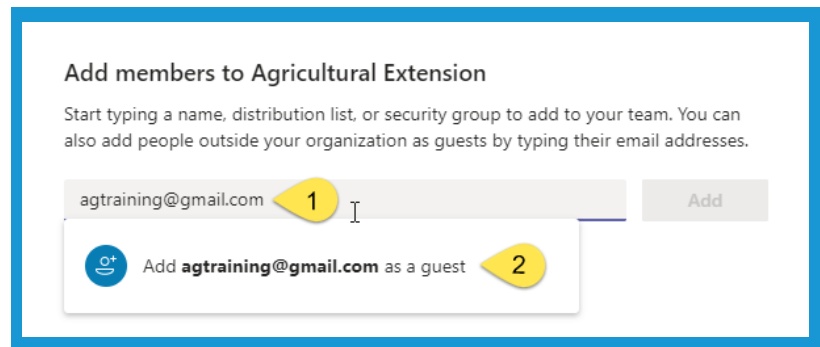 Add members to Agricultural Extension
Start typing a name, distribution list, or security group to add to your team. You can
also add people outside your organization as guests by typing their email addresses.
agtraining@gmail.com 1 Add
Add agtraining@gmail.com as a guest 2